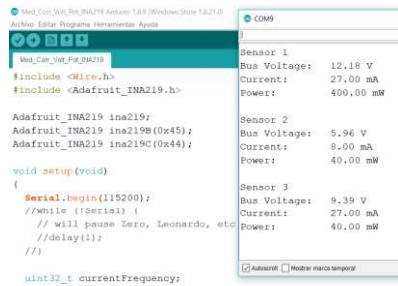 Med_Corr_Volt_Pot_INA219 Arduino 1.8.9 (Windows Store 1.8.21.0)
Archivo Editar Programa Herramientas Ayuda
Med_Corr_Volt_Pot_INA219
#include <Wire.h>
#include <Adafruit_INA219.h>
Adafruit_INA219 ina219;
Adafruit_INA219 ina219B(0x45);
Adafruit_INA219 ina219C(0x44);
void setup(void)
{
Serial.begin(115200);
//while (!Serial) {
// will pause Zero, Leonardo, etc
//delay(1);
//}
uint32_t currentFrequency;
COM9
Sensor 1
Bus Voltage: 12.18 V
Current: 27.00 mA
Power: 400.00 mW
Sensor 2
Bus Voltage: 5.96 V
Current: 8.00 mA
Power: 40.00 mW
Sensor 3
Bus Voltage: 9.39 V
Current: 27.00 mA
Power: 40.00 mW
Autoscroll Mostrar marca temporal